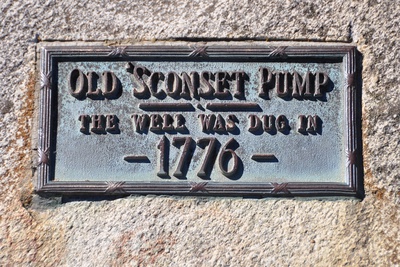 OLD 'SCONSET PUMP
THE WELL WAS DUG IN
– 1776 –